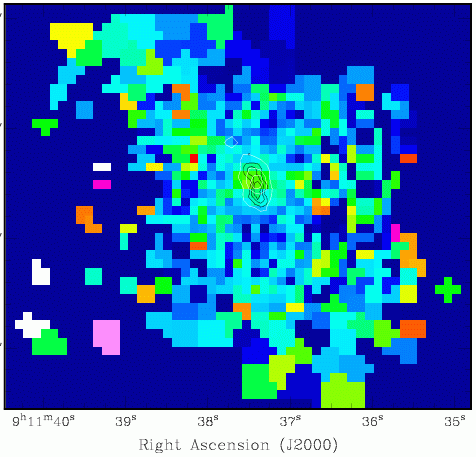 9ʰ11ᵐ40ˢ 39ˢ 38ˢ 37ˢ 36ˢ 35ˢ
Right Ascension (J2000)